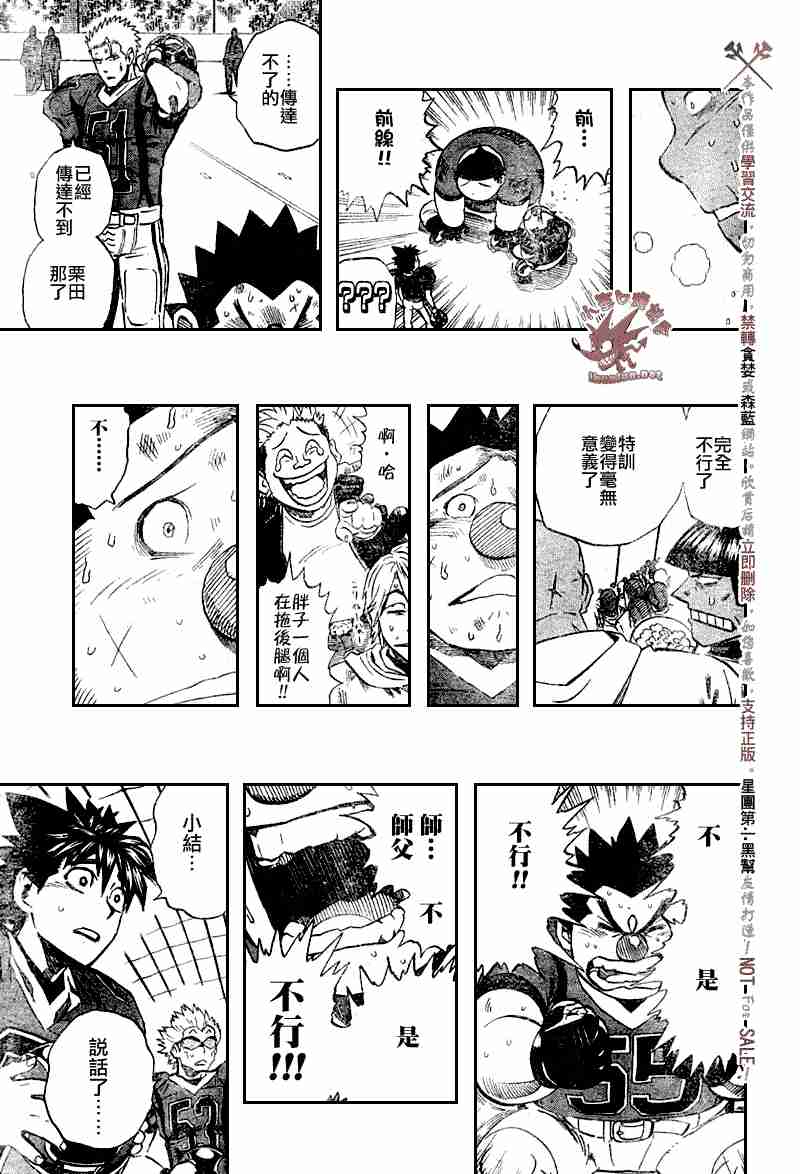 前…
前線!!
???
……傳達
不了的
已經
傳達不到
栗田
那了
51
完全
不行了
特訓
變得毫無
意義了
啊・哈
胖子一個人
在拖後腿啊!!
不……
不
是
不行!!
55
師…
師父
不
是
不行!!!
小結…
說話了……
53
本作品僅供學習交流，切勿商用，禁轉貪婪或森藍網站。欣賞后請立即刪除，如您喜歡，支持正版。星團第一黑幫友情打造！NOT For SALE！